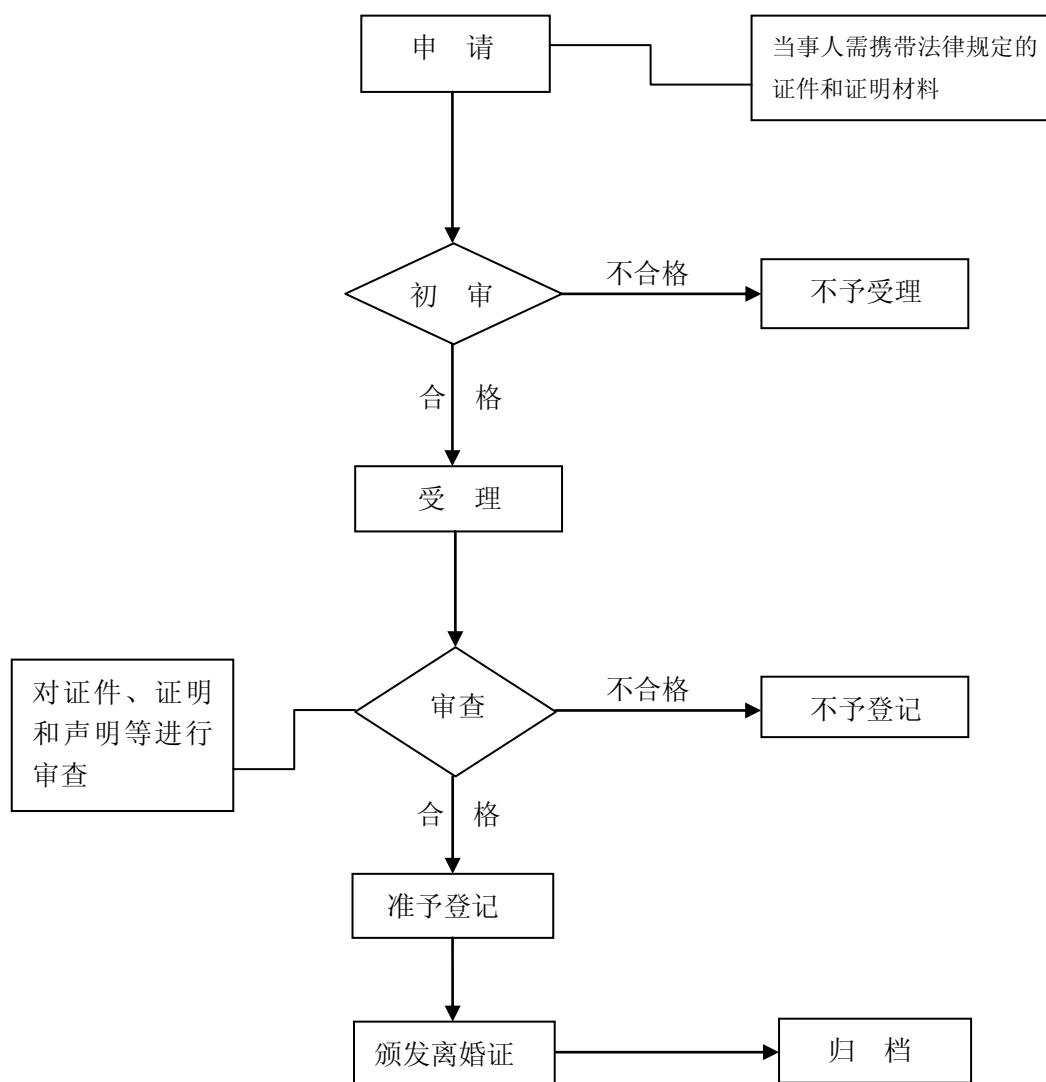 申 请
当事人需携带法律规定的
证件和证明材料
初 审
不合格
不予受理
合 格
受 理
对证件、证明
和声明等进行
审查
审查
不合格
不予登记
合 格
准予登记
颁发离婚证
归 档